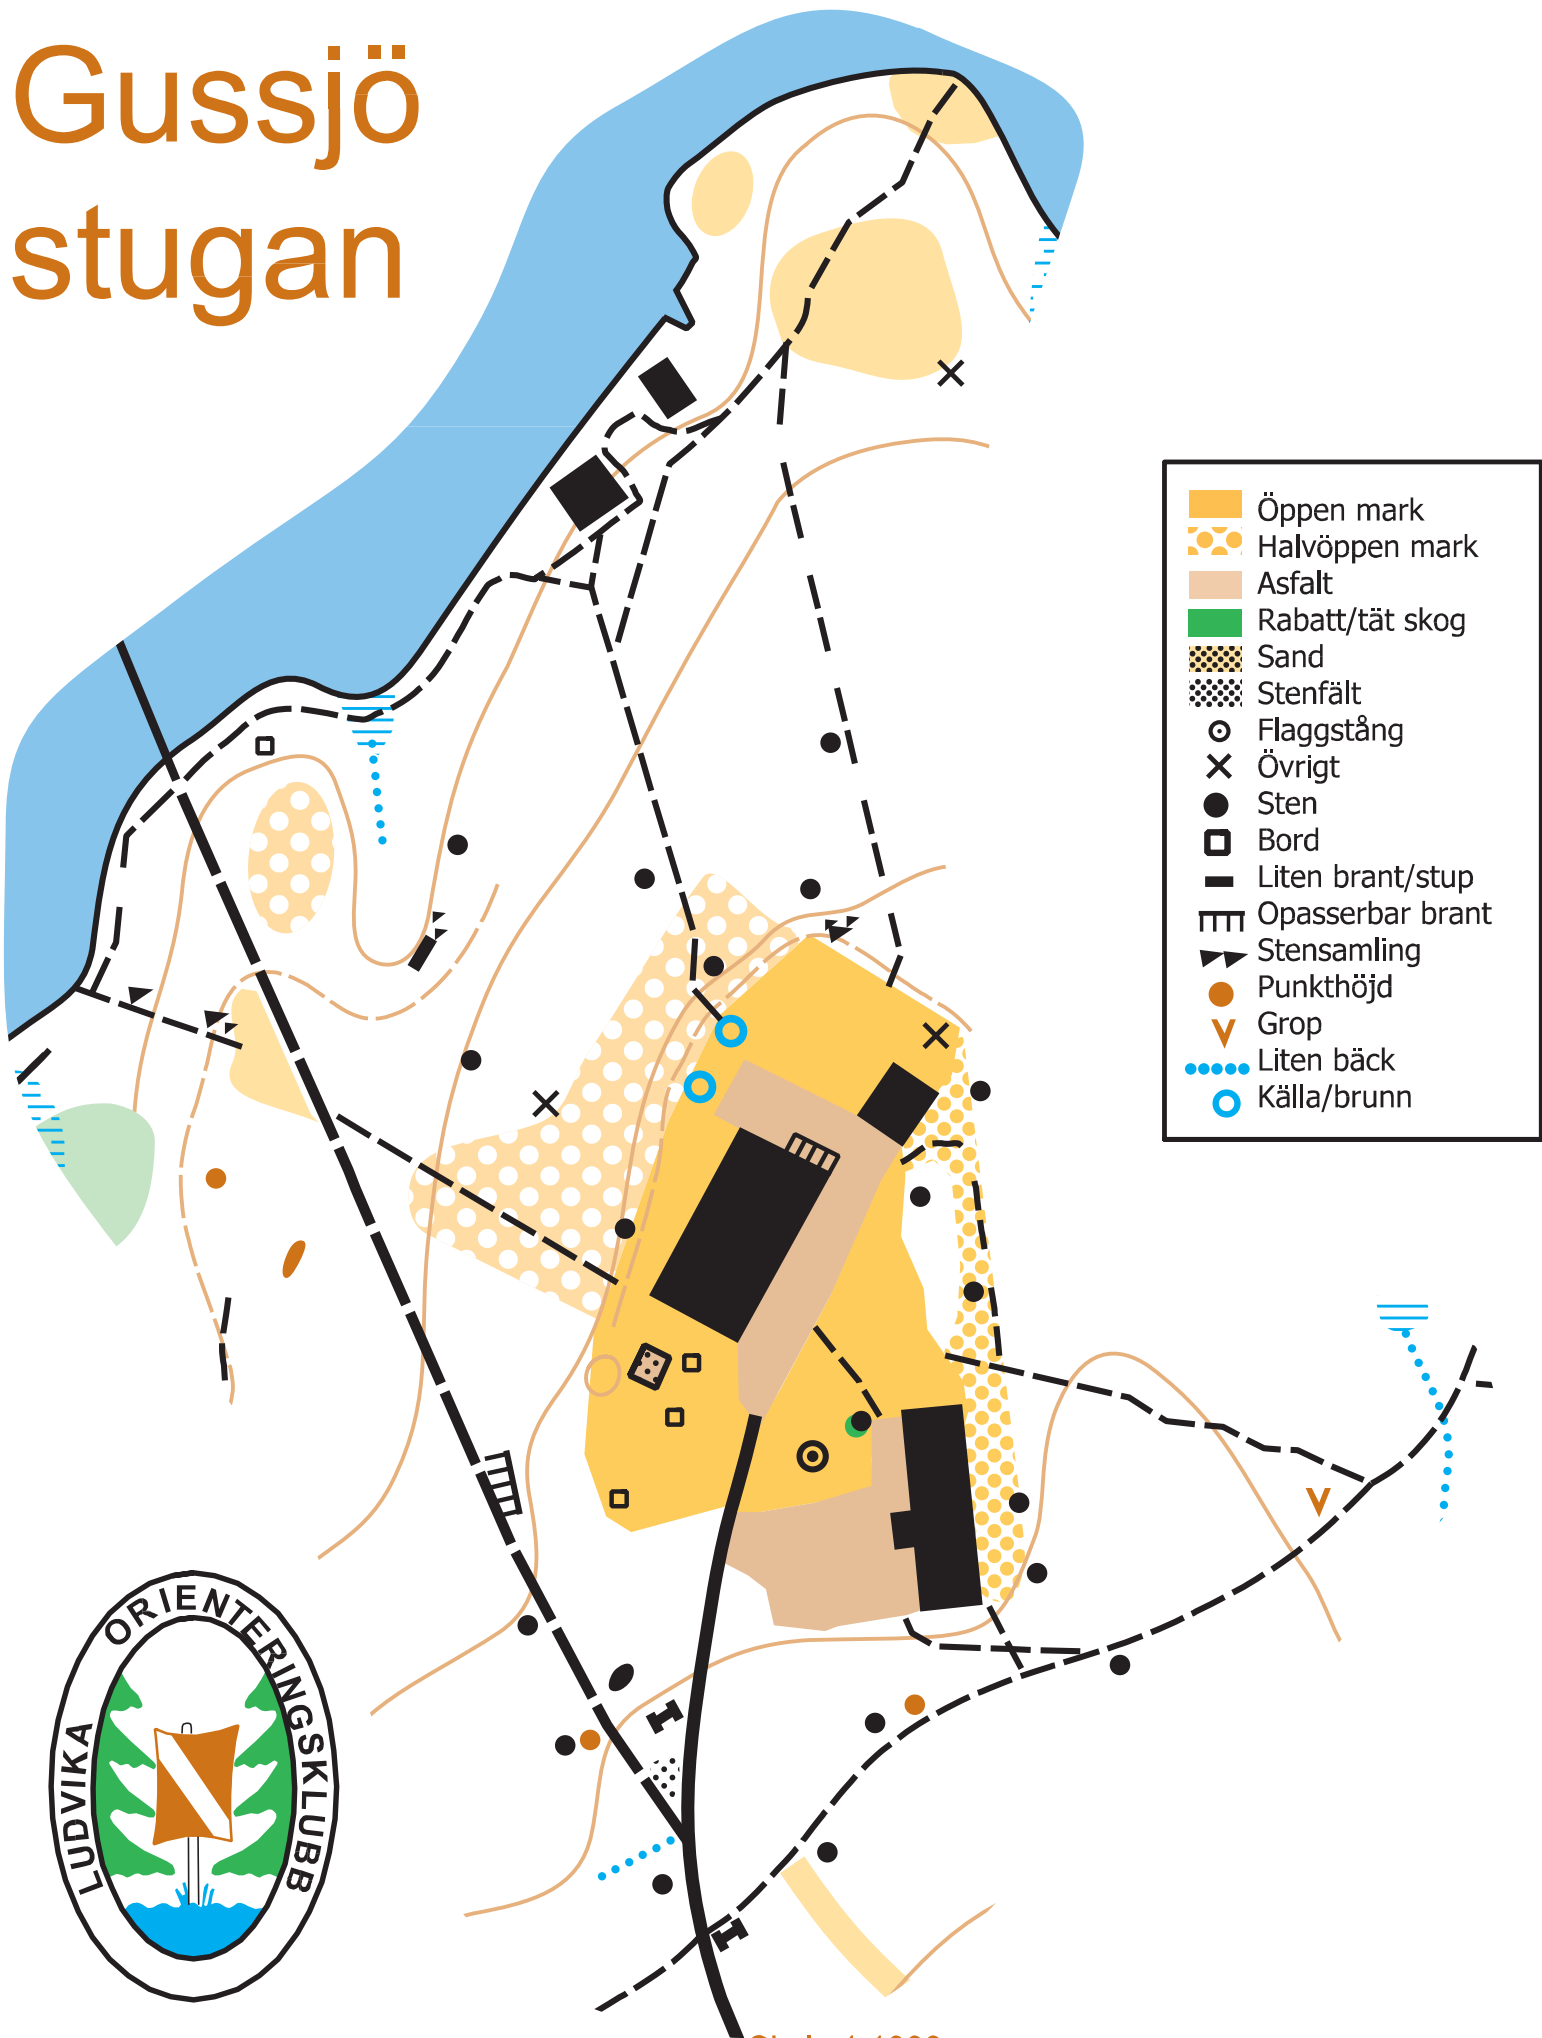 Gussjö
stugan
Öppen mark
Halvöppen mark
Asfalt
Rabatt/tät skog
Sand
Stenfält
Flaggstång
Övrigt
Sten
Bord
Liten brant/stup
Opasserbar brant
Stensamling
Punkthöjd
Grop
Liten bäck
Källa/brunn
LUDVIKA ORIENTERINGSKLUBB